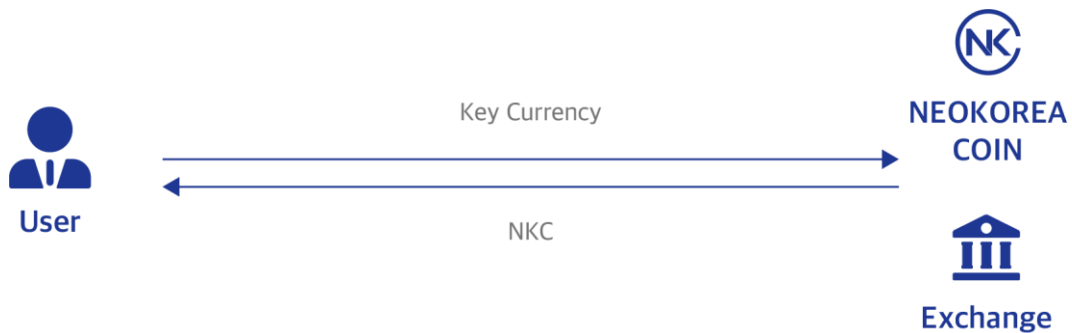 NK
NEOKOREA
COIN
Key Currency
User
NKC
Exchange